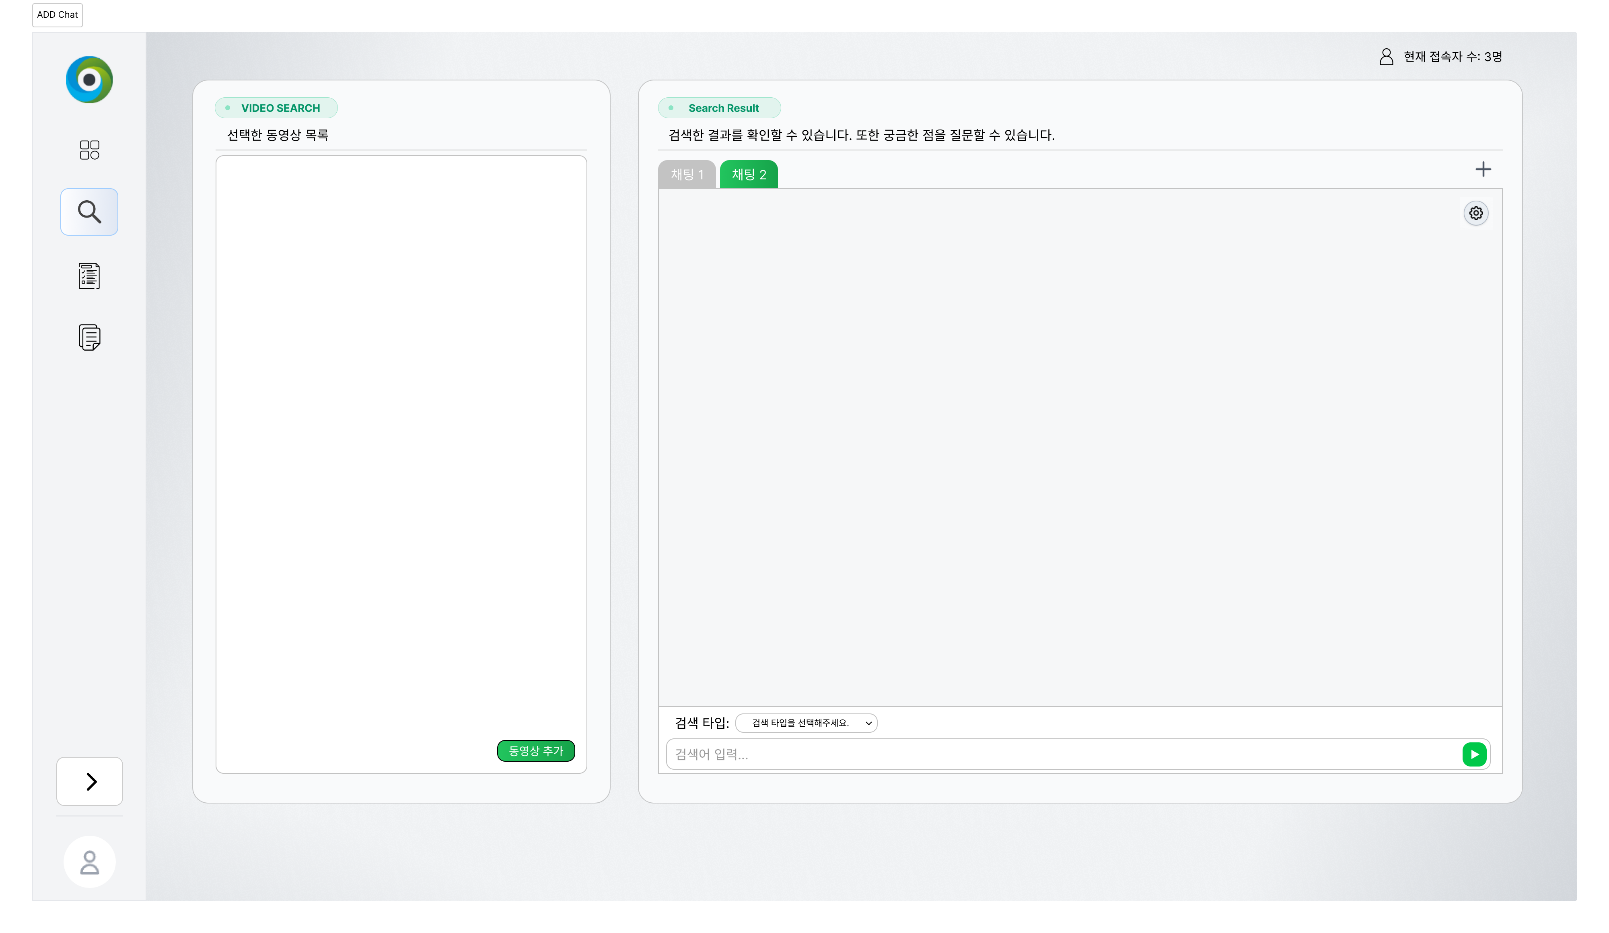 ADD Chat
현재 접속자 수: 3명
VIDEO SEARCH
선택한 동영상 목록
동영상 추가
Search Result
검색한 결과를 확인할 수 있습니다. 또한 궁금한 점을 질문할 수 있습니다.
채팅 1
채팅 2
검색 타입:
검색 타입을 선택해주세요.
검색어 입력...